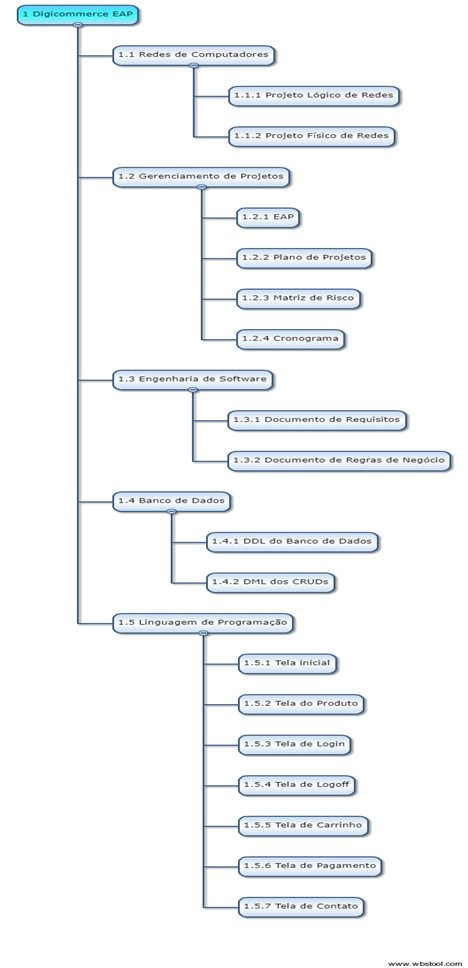 1 Digicommerce EAP
1.1 Redes de Computadores
1.1.1 Projeto Lógico de Redes
1.1.2 Projeto Físico de Redes
1.2 Gerenciamento de Projetos
1.2.1 EAP
1.2.2 Plano de Projetos
1.2.3 Matriz de Risco
1.2.4 Cronograma
1.3 Engenharia de Software
1.3.1 Documento de Requisitos
1.3.2 Documento de Regras de Negócio
1.4 Banco de Dados
1.4.1 DDL do Banco de Dados
1.4.2 DML dos CRUDs
1.5 Linguagem de Programação
1.5.1 Tela inicial
1.5.2 Tela do Produto
1.5.3 Tela de Login
1.5.4 Tela de Logoff
1.5.5 Tela de Carrinho
1.5.6 Tela de Pagamento
1.5.7 Tela de Contato
www.wbstool.com